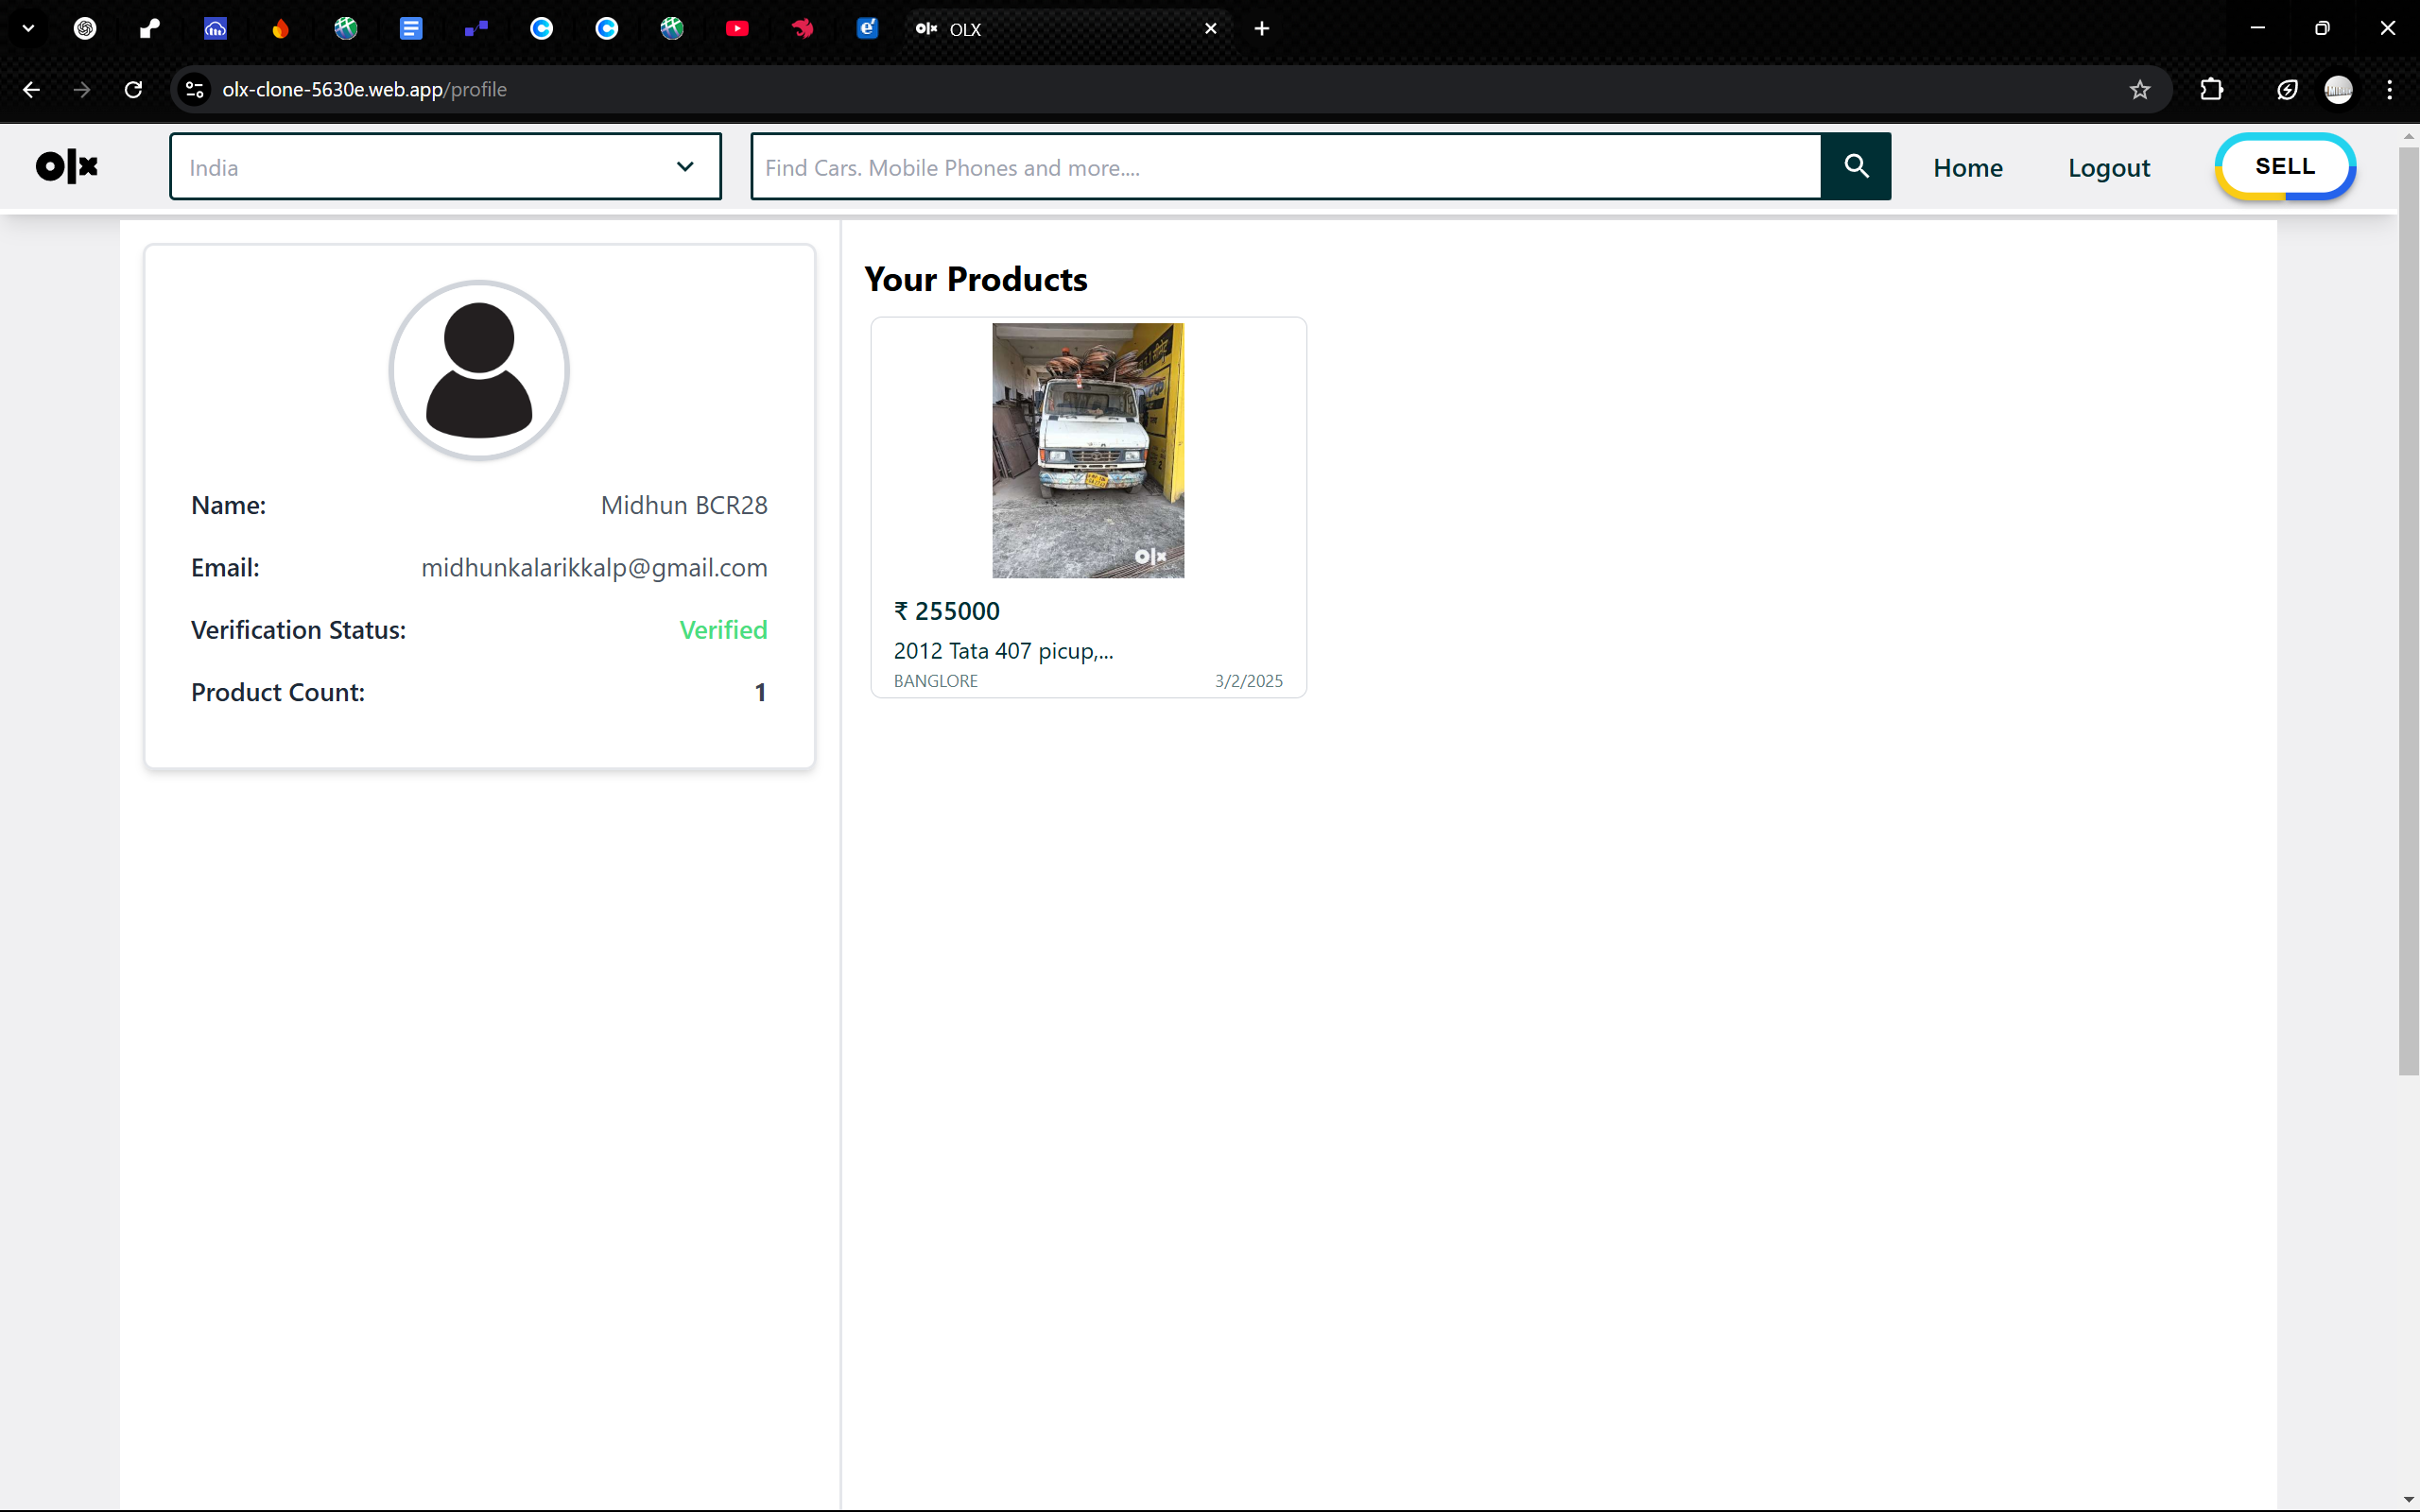 OLX
olx-clone-5630e.web.app/profile
olx
India
Find Cars. Mobile Phones and more....
Home
Logout
SELL
Name:
Midhun BCR28
Email:
midhunkalarikkalp@gmail.com
Verification Status:
Verified
Product Count:
1
Your Products
olx
₹ 255000
2012 Tata 407 picup,...
BANGLORE
3/2/2025